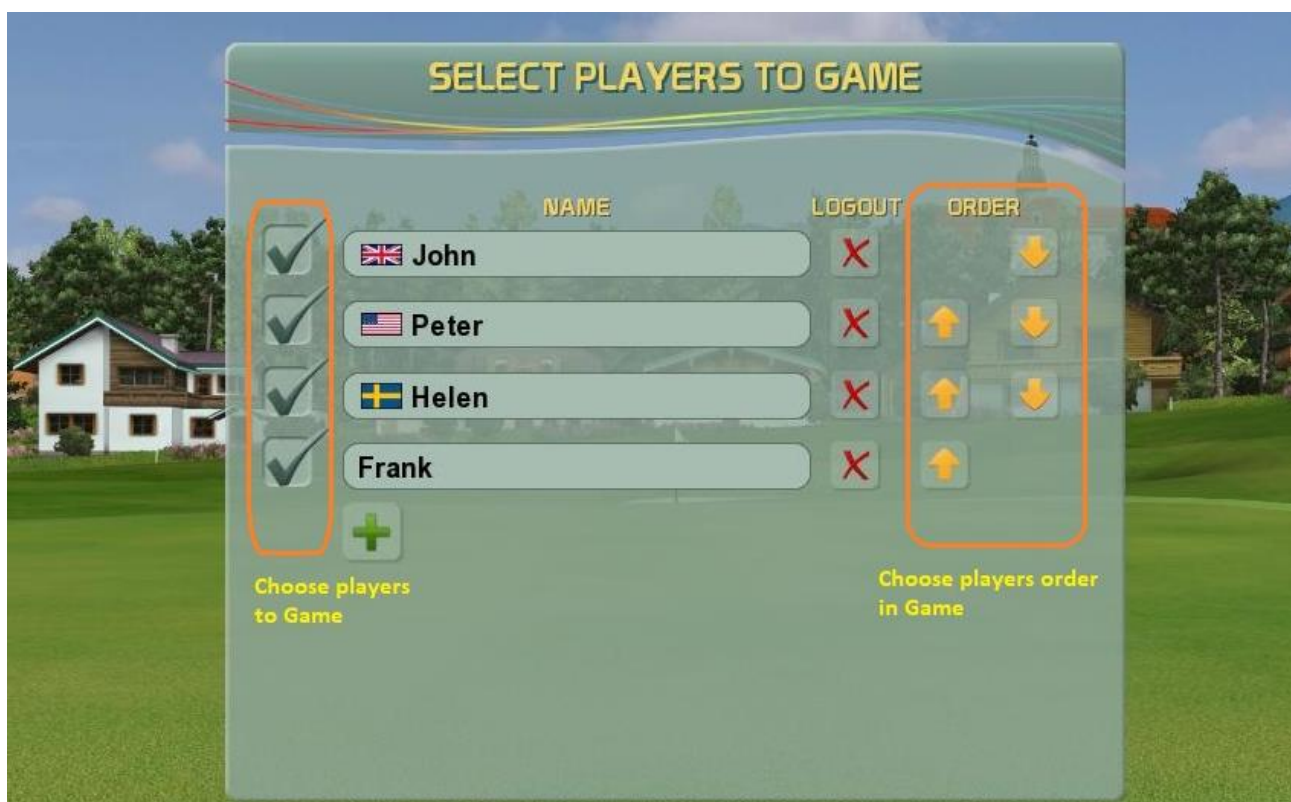 SELECT PLAYERS TO GAME
NAME LOGOUT ORDER
John
Peter
Helen
Frank
Choose players
to Game
Choose players order
in Game